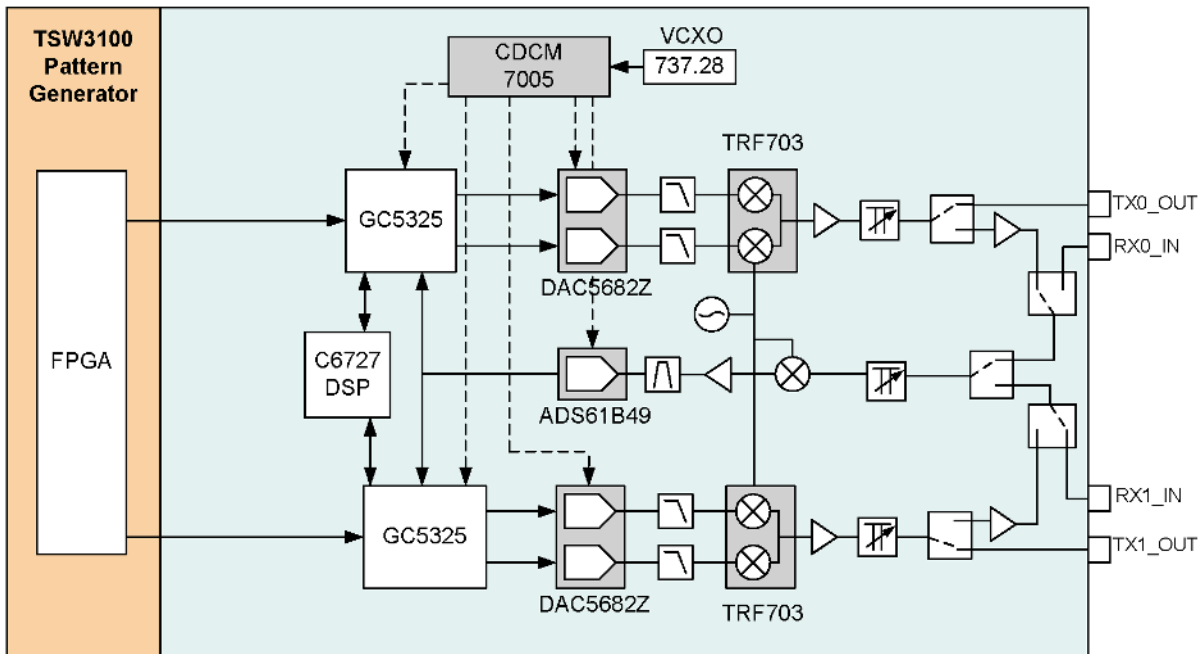 TSW3100
Pattern
Generator
VCXO
CDCM
7005
737.28
TRF703
GC5325
TX0_OUT
RX0_IN
DAC5682Z
FPGA
C6727
DSP
ADS61B49
RX1_IN
GC5325
TX1_OUT
DAC5682Z
TRF703